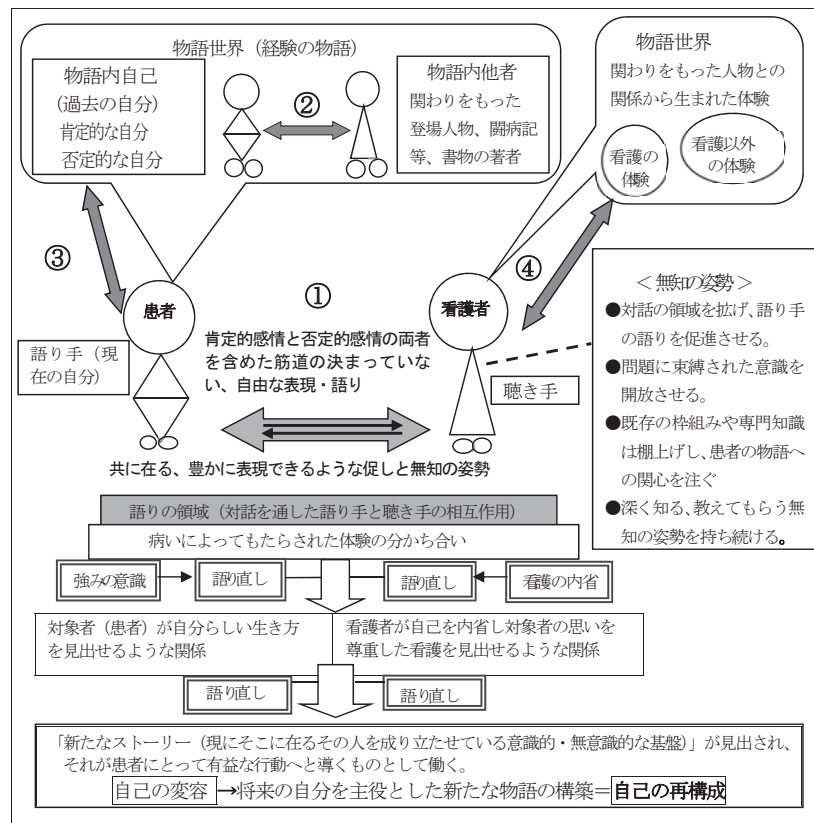 物語世界（経験の物語）
物語内自己
（過去の自分）
肯定的な自分
否定的な自分
②
物語内他者
関わりをもった
登場人物、闘病記
等、書物の著者
物語世界
関わりをもった人物との
関係から生まれた体験
看護の
体験
看護以外
の体験
③
①
④
患者
看護者
語り手（現
在の自分）
肯定的感情と否定的感情の両者
を含めた筋道の決まっていな
い、自由な表現・語り
聴き手
共に在る、豊かに表現できるような促しと無知の姿勢
＜無知の姿勢＞
●対話の領域を拡げ、語り手
の語りを促進させる。
●問題に束縛された意識を
開放させる。
●既存の枠組みや専門知識
は棚上げし、患者の物語へ
の関心を注ぐ
●深く知る、教えてもらう無
知の姿勢を持ち続ける。
語りの領域（対話を通した語り手と聴き手の相互作用）
病いによってもたらされた体験の分かち合い
強みの意識
語り直し
語り直し
看護の内省
対象者（患者）が自分らしい生き方
を見出せるような関係
看護者が自己を内省し対象者の思いを
尊重した看護を見出せるような関係
語り直し
語り直し
「新たなストーリー（現にそこに在るその人を成り立たせている意識的・無意識的な基盤）」が見出され、
それが患者にとって有益な行動へと導くものとして働く。
自己の変容→将来の自分を主役とした新たな物語の構築＝自己の再構成